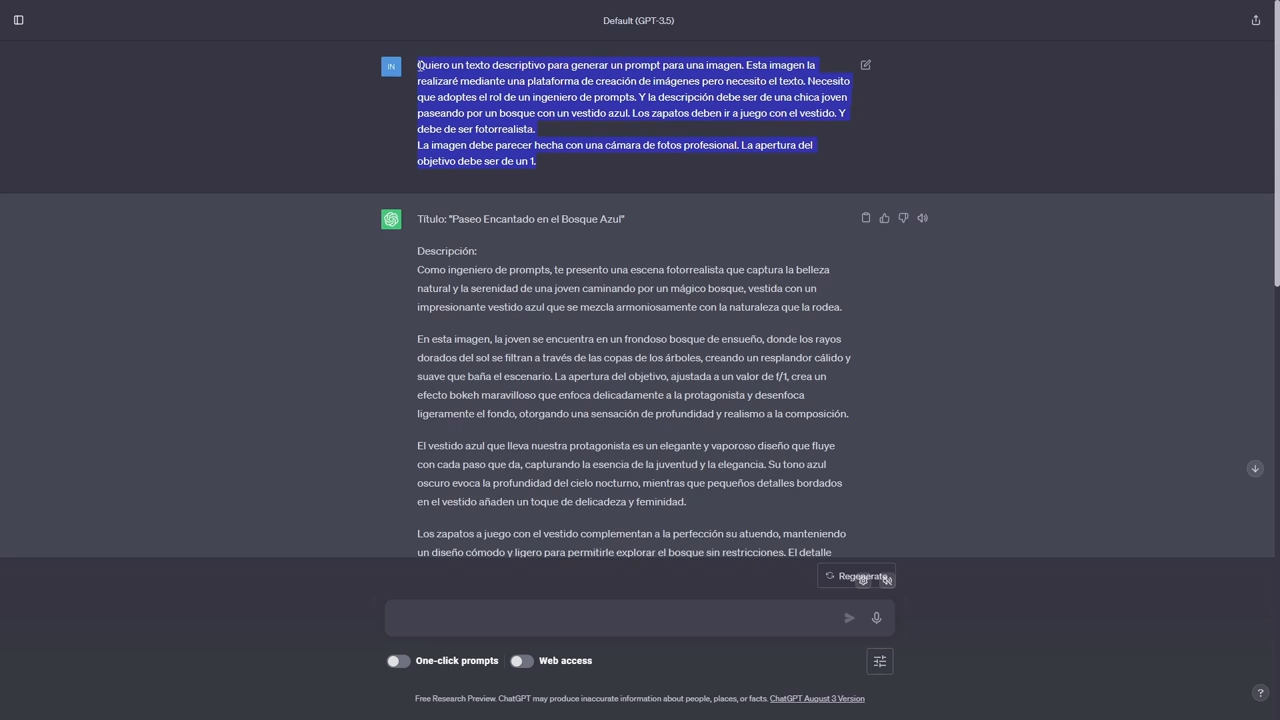 Default (GPT-3.5)
IN
Quiero un texto descriptivo para generar un prompt para una imagen. Esta imagen la
realizaré mediante una plataforma de creación de imágenes pero necesito el texto. Necesito
que adoptes el rol de un ingeniero de prompts. Y la descripción debe ser de una chica joven
paseando por un bosque con un vestido azul. Los zapatos deben ir a juego con el vestido. Y
debe de ser fotorrealista.
La imagen debe parecer hecha con una cámara de fotos profesional. La apertura del
objetivo debe ser de un 1.
Título: "Paseo Encantado en el Bosque Azul"
Descripción:
Como ingeniero de prompts, te presento una escena fotorrealista que captura la belleza
natural y la serenidad de una joven caminando por un mágico bosque, vestida con un
impresionante vestido azul que se mezcla armoniosamente con la naturaleza que la rodea.
En esta imagen, la joven se encuentra en un frondoso bosque de ensueño, donde los rayos
dorados del sol se filtran a través de las copas de los árboles, creando un resplandor cálido y
suave que baña el escenario. La apertura del objetivo, ajustada a un valor de f/1, crea un
efecto bokeh maravilloso que enfoca delicadamente a la protagonista y desenfoca
ligeramente el fondo, otorgando una sensación de profundidad y realismo a la composición.
El vestido azul que lleva nuestra protagonista es un elegante y vaporoso diseño que fluye
con cada paso que da, capturando la esencia de la juventud y la elegancia. Su tono azul
oscuro evoca la profundidad del cielo nocturno, mientras que pequeños detalles bordados
en el vestido añaden un toque de delicadeza y feminidad.
Los zapatos a juego con el vestido complementan a la perfección su atuendo, manteniendo
un diseño cómodo y ligero para permitirle explorar el bosque sin restricciones. El detalle
Regenerate
One-click prompts
Web access
Free Research Preview. ChatGPT may produce inaccurate information about people, places, or facts. ChatGPT August 3 Version
?